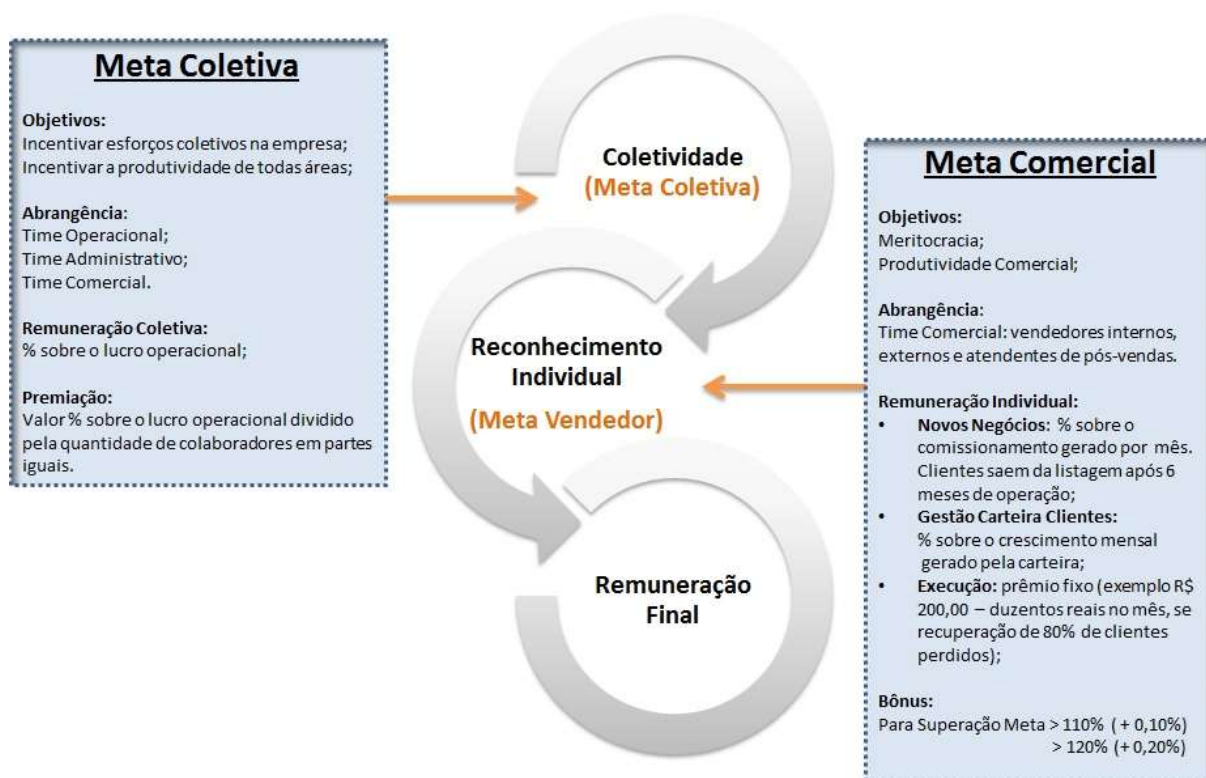 Meta Coletiva
Objetivos:
Incentivar esforços coletivos na empresa;
Incentivar a produtividade de todas áreas;
Abrangência:
Time Operacional;
Time Administrativo;
Time Comercial.
Remuneração Coletiva:
% sobre o lucro operacional;
Premiação:
Valor % sobre o lucro operacional dividido
pela quantidade de colaboradores em partes
iguais.
Coletividade
(Meta Coletiva)
Reconhecimento
Individual
(Meta Vendedor)
Remuneração
Final
Meta Comercial
Objetivos:
Meritocracia;
Produtividade Comercial;
Abrangência:
Time Comercial: vendedores internos,
externos e atendentes de pós-vendas.
Remuneração Individual:
• Novos Negócios: % sobre o
comissionamento gerado por mês.
Clientes saem da listagem após 6
meses de operação;
• Gestão Carteira Clientes:
% sobre o crescimento mensal
gerado pela carteira;
• Execução: prêmio fixo (exemplo R$
200,00 – duzentos reais no mês, se
recuperação de 80% de clientes
perdidos);
Bônus:
Para Superação Meta > 110% ( + 0,10%)
> 120% (+ 0,20%)